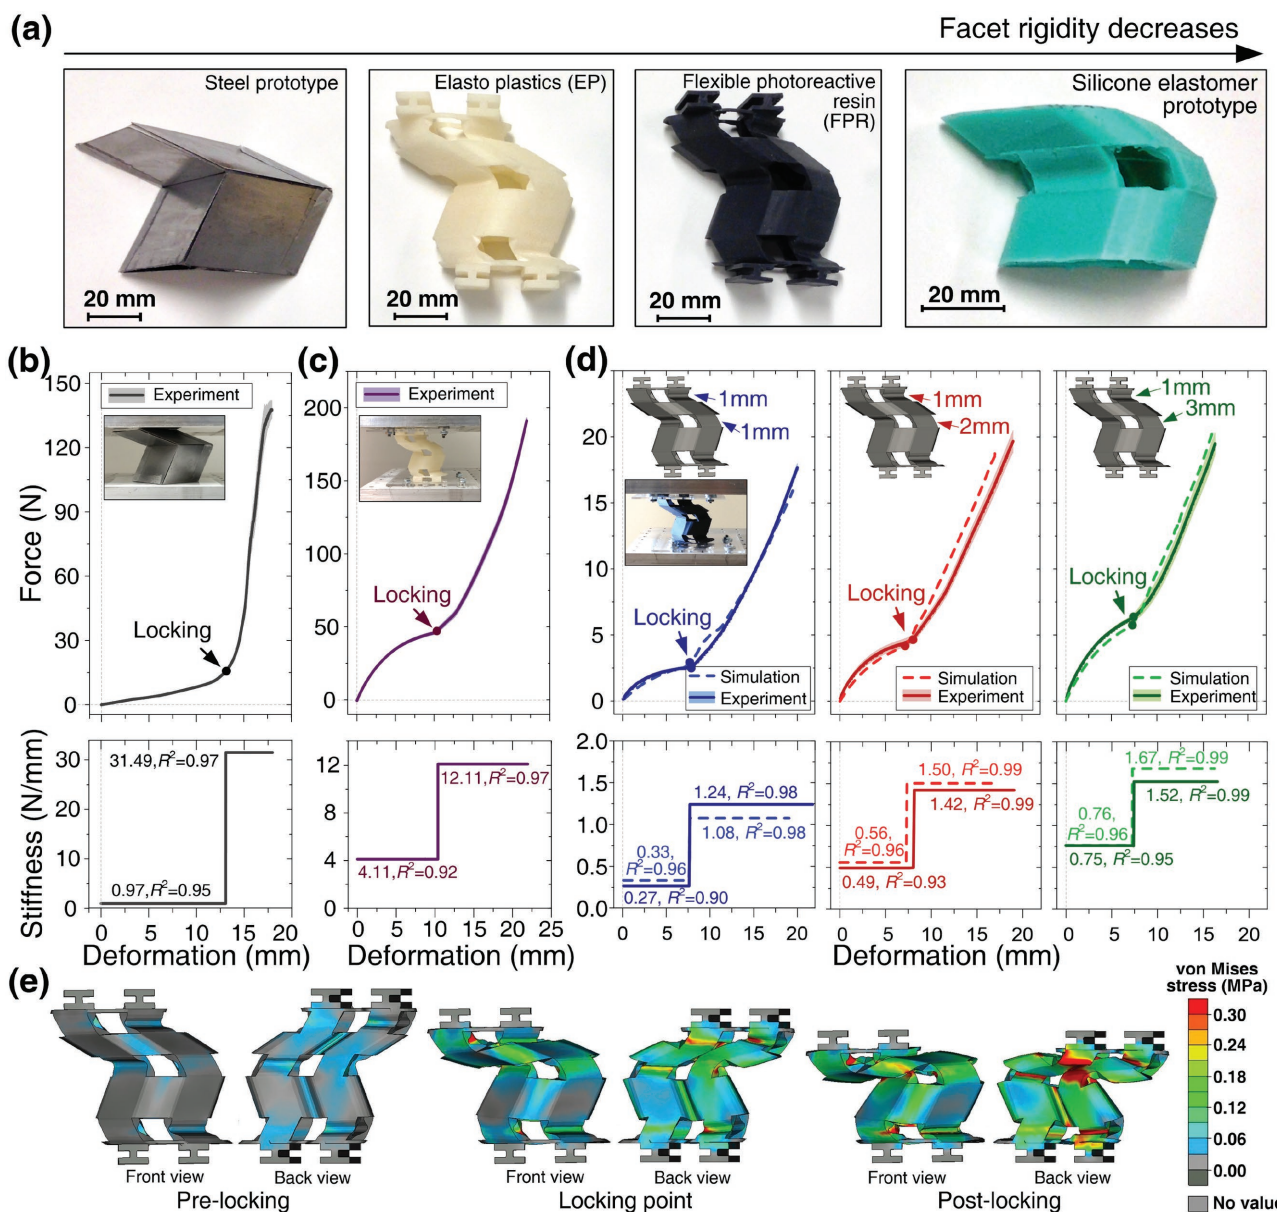 (a)
Facet rigidity decreases
Steel prototype
Elasto plastics (EP)
Flexible photoreactive
resin
(FPR)
Silicone elastomer
prototype
20 mm
20 mm
20 mm
20 mm
(b)
Force (N)
150
120
90
60
30
0
Experiment
Locking
Stiffness (N/mm)
30
20
10
0
31.49, R²=0.97
0.97, R²=0.95
0 5 10 15 20
Deformation (mm)
(c)
200
150
100
50
0
Experiment
Locking
12
8
4
0
12.11, R²=0.97
4.11, R²=0.92
0 5 10 15 20 25
Deformation (mm)
(d)
20
15
10
5
0
1mm
1mm
Locking
Simulation
Experiment
1mm
2mm
Locking
Simulation
Experiment
1mm
3mm
Locking
Simulation
Experiment
2.0
1.5
1.0
0.5
0.0
1.24, R²=0.98
1.08, R²=0.98
0.33,
R²=0.96
0.27, R²=0.90
0 5 10 15 20
Deformation (mm)
1.50, R²=0.99
1.42, R²=0.99
0.56,
R²=0.96
0.49, R²=0.93
0 5 10 15 20
1.67, R²=0.99
1.52, R²=0.99
0.76,
R²=0.96
0.75, R²=0.95
0 5 10 15 20
Deformation (mm)
(e)
von Mises
stress (MPa)
0.30
0.24
0.18
0.12
0.06
0.00
No value
Front view
Back view
Pre-locking
Front view
Back view
Locking point
Front view
Back view
Post-locking